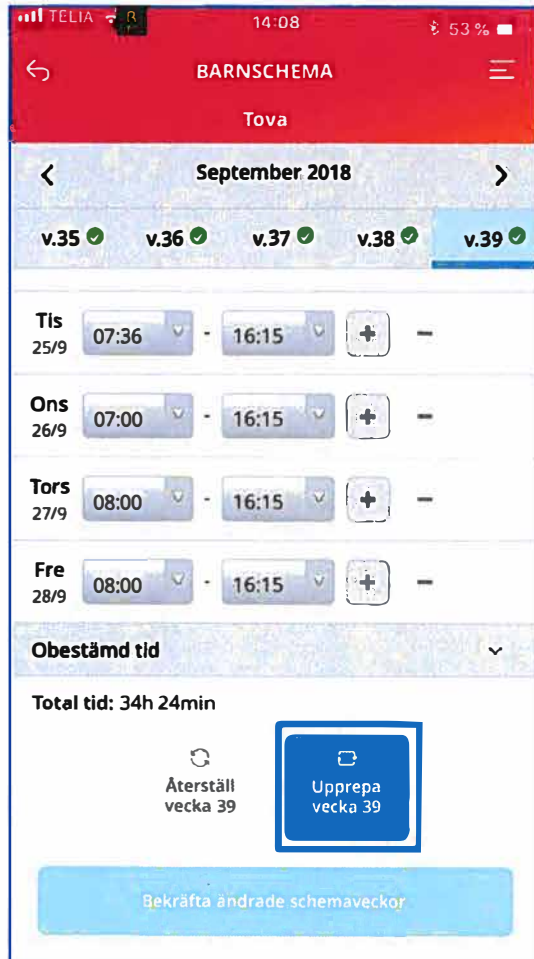 TELIA 14:08 53 %
BARNSCHEMA
Tova
September 2018
v.35 v.36 v.37 v.38 v.39
Tis
25/9
07:36 - 16:15 + −
Ons
26/9
07:00 - 16:15 + −
Tors
27/9
08:00 - 16:15 + −
Fre
28/9
08:00 - 16:15 + −
Obestämd tid
Total tid: 34h 24min
Återställ
vecka 39
Upprepa
vecka 39
Bekräfta ändrade schemaveckor